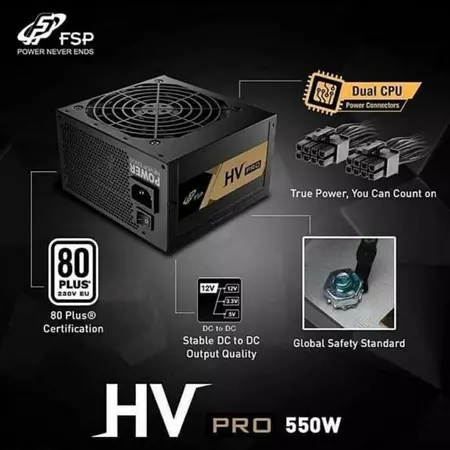 FSP
POWER NEVER ENDS
Dual CPU
Power Connectors
True Power, You Can Count on
POWER
FSP
HV PRO
80
PLUS
230V EU
80 Plus®
Certification
12V 12V
3.3V
5V
DC to DC
Stable DC to DC
Output Quality
Global Safety Standard
HV PRO 550W